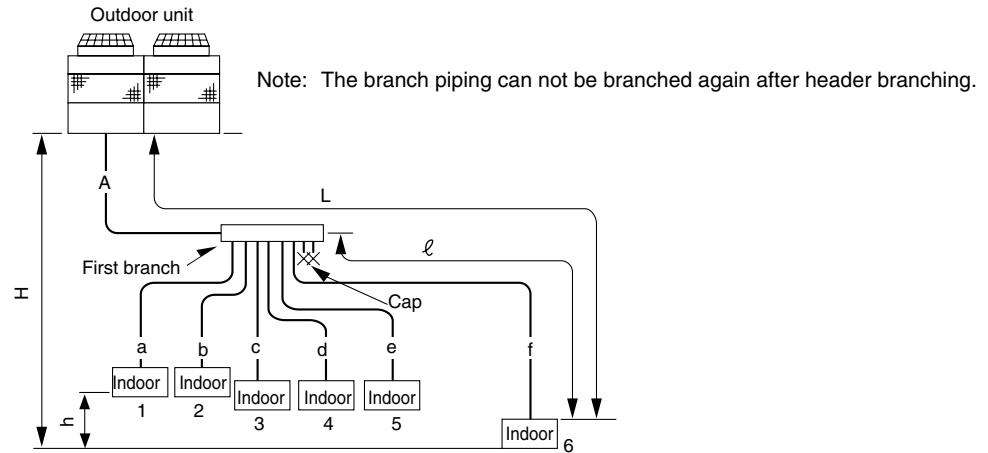 Outdoor unit
Note: The branch piping can not be branched again after header branching.
A
L
ℓ
First branch
Cap
H
a
b
c
d
e
f
Indoor
1
Indoor
2
Indoor
3
Indoor
4
Indoor
5
Indoor
6
h